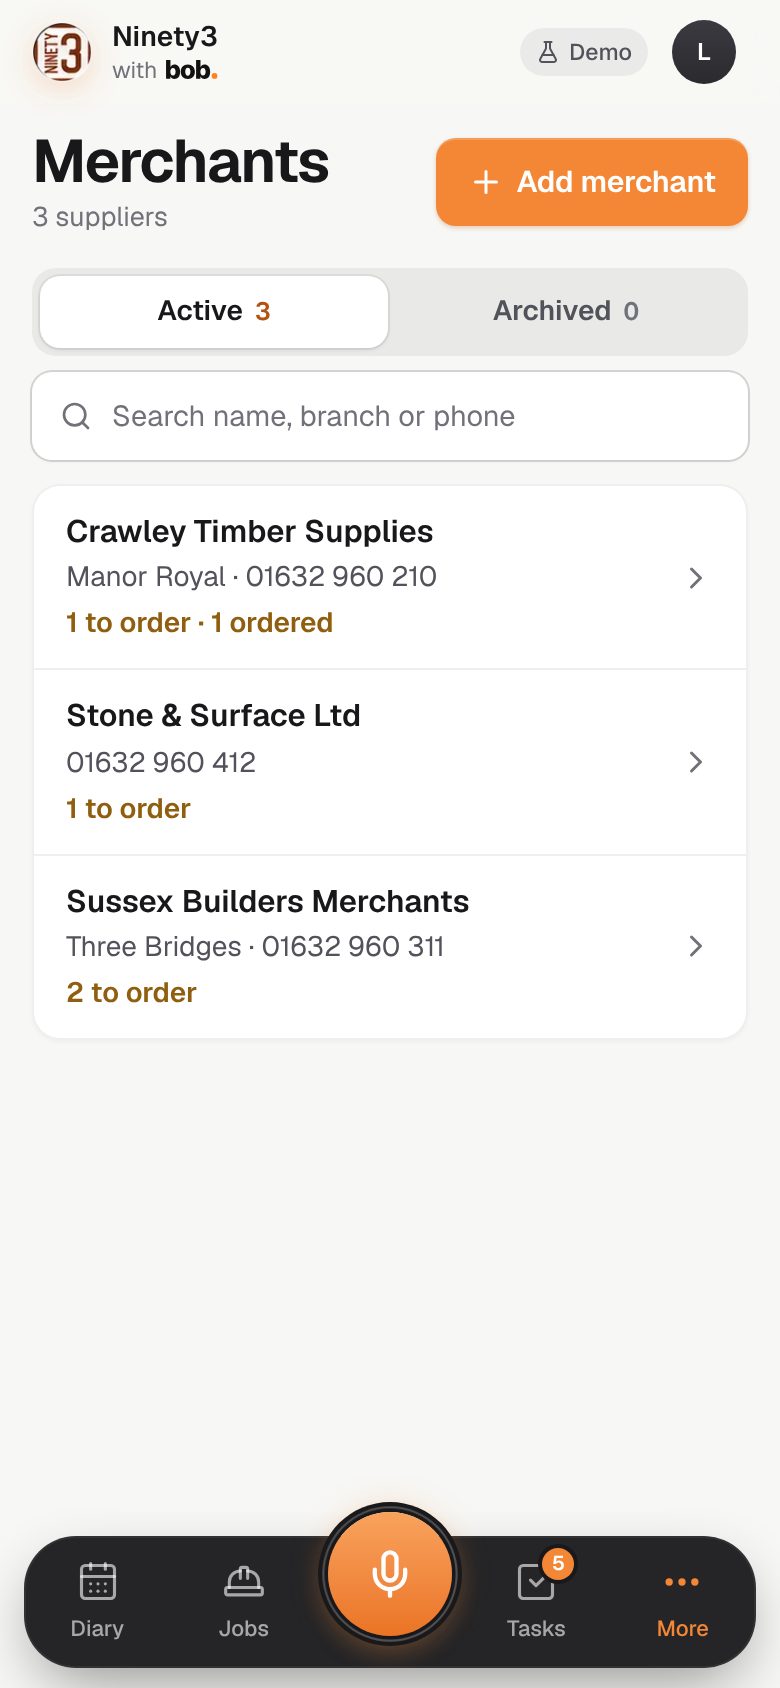 NINETY 3
Ninety3
with bob.
Demo
L
Merchants
3 suppliers
+ Add merchant
Active 3
Archived 0
Search name, branch or phone
Crawley Timber Supplies
Manor Royal · 01632 960 210
1 to order · 1 ordered
Stone & Surface Ltd
01632 960 412
1 to order
Sussex Builders Merchants
Three Bridges · 01632 960 311
2 to order
Diary
Jobs
5
Tasks
More